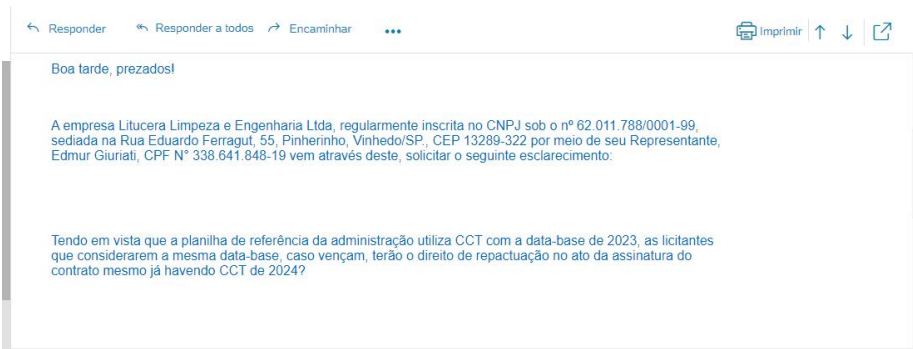 Responder Responder a todos Encaminhar ••• Imprimir
Boa tarde, prezados!
A empresa Litucera Limpeza e Engenharia Ltda, regularmente inscrita no CNPJ sob o nº 62.011.788/0001-99,
sediada na Rua Eduardo Ferragut, 55, Pinherinho, Vinhedo/SP., CEP 13289-322 por meio de seu Representante,
Edmur Giuriati, CPF N° 338.641.848-19 vem através deste, solicitar o seguinte esclarecimento:
Tendo em vista que a planilha de referência da administração utiliza CCT com a data-base de 2023, as licitantes
que considerarem a mesma data-base, caso vençam, terão o direito de repactuação no ato da assinatura do
contrato mesmo já havendo CCT de 2024?